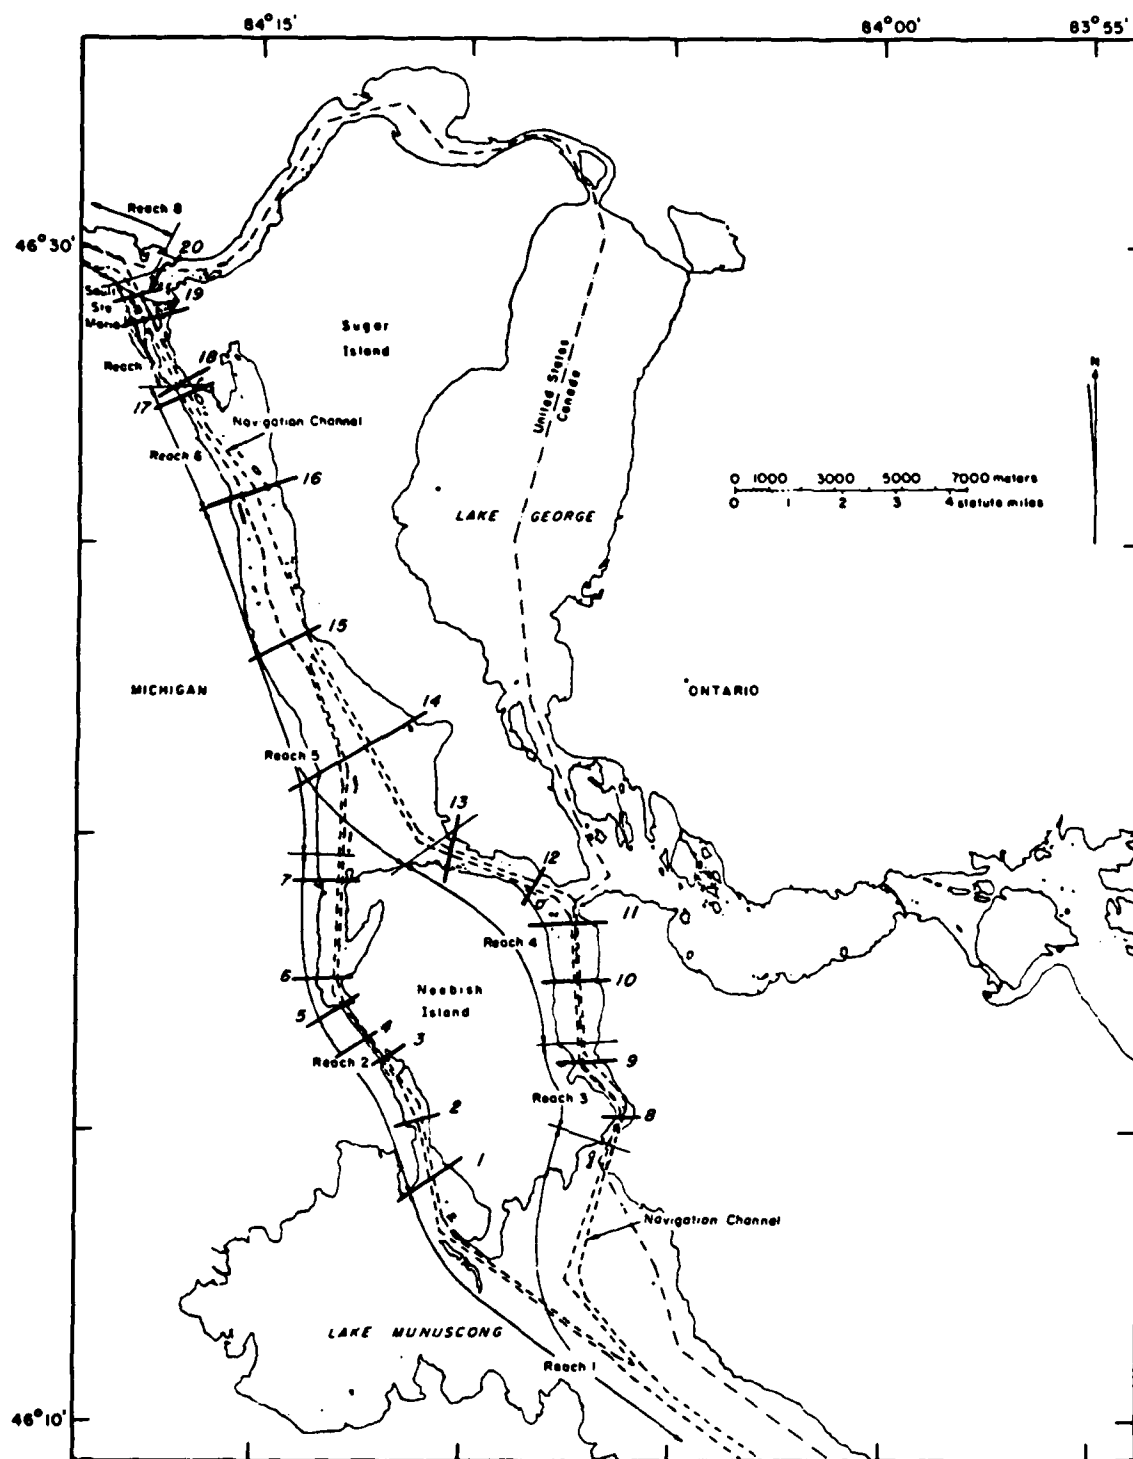 84°15'
84°00'
83°55'
Reach 8
46°30'
20
Sault
Ste
Marie
19
Sugar
Island
Reach
18
17
Navigation Channel
Reach 6
16
United States
Canada
N
0 1000 3000 5000 7000 meters
0 1 2 3 4 statute miles
LAKE GEORGE
15
MICHIGAN
ONTARIO
14
Reach 5
13
12
7
11
Reach 4
6
10
Neebish
Island
5
4
3
Reach 2
9
Reach 3
2
8
1
Navigation Channel
LAKE MUNUSCONG
Reach 1
46°10'